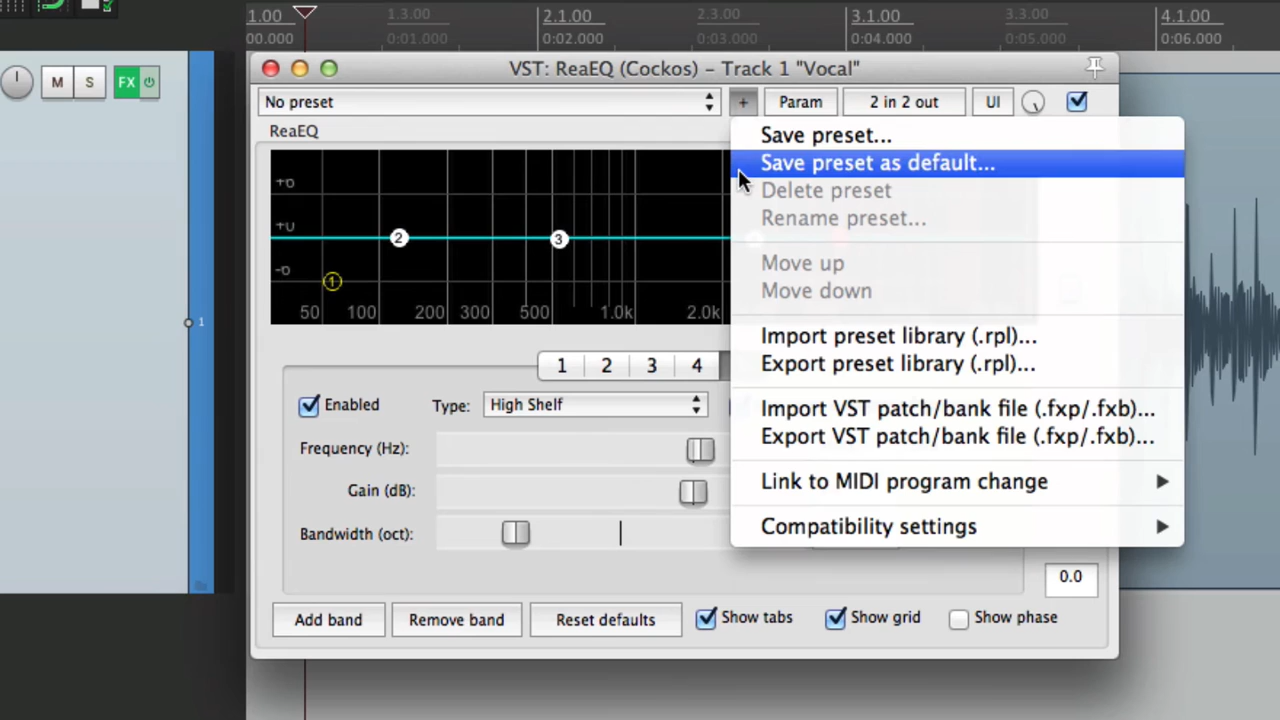 1.00 1.3.00 2.1.00 2.3.00 3.1.00 3.3.00 4.1.00
00.000 0:01.000 0:02.000 0:03.000 0:04.000 0:05.000 0:06.000
VST: ReaEQ (Cockos) - Track 1 "Vocal"
M S FX
No preset + Param 2 in 2 out UI
ReaEQ
Save preset...
Save preset as default...
Delete preset
Rename preset...
Move up
Move down
Import preset library (.rpl)...
Export preset library (.rpl)...
Import VST patch/bank file (.fxp/.fxb)...
Export VST patch/bank file (.fxp/.fxb)...
Link to MIDI program change
Compatibility settings
+0
-0
2 3
1
50 100 200 300 500 1.0k 2.0k
1
1 2 3 4
Enabled Type: High Shelf
Frequency (Hz):
Gain (dB):
Bandwidth (oct):
0.0
Add band Remove band Reset defaults Show tabs Show grid Show phase